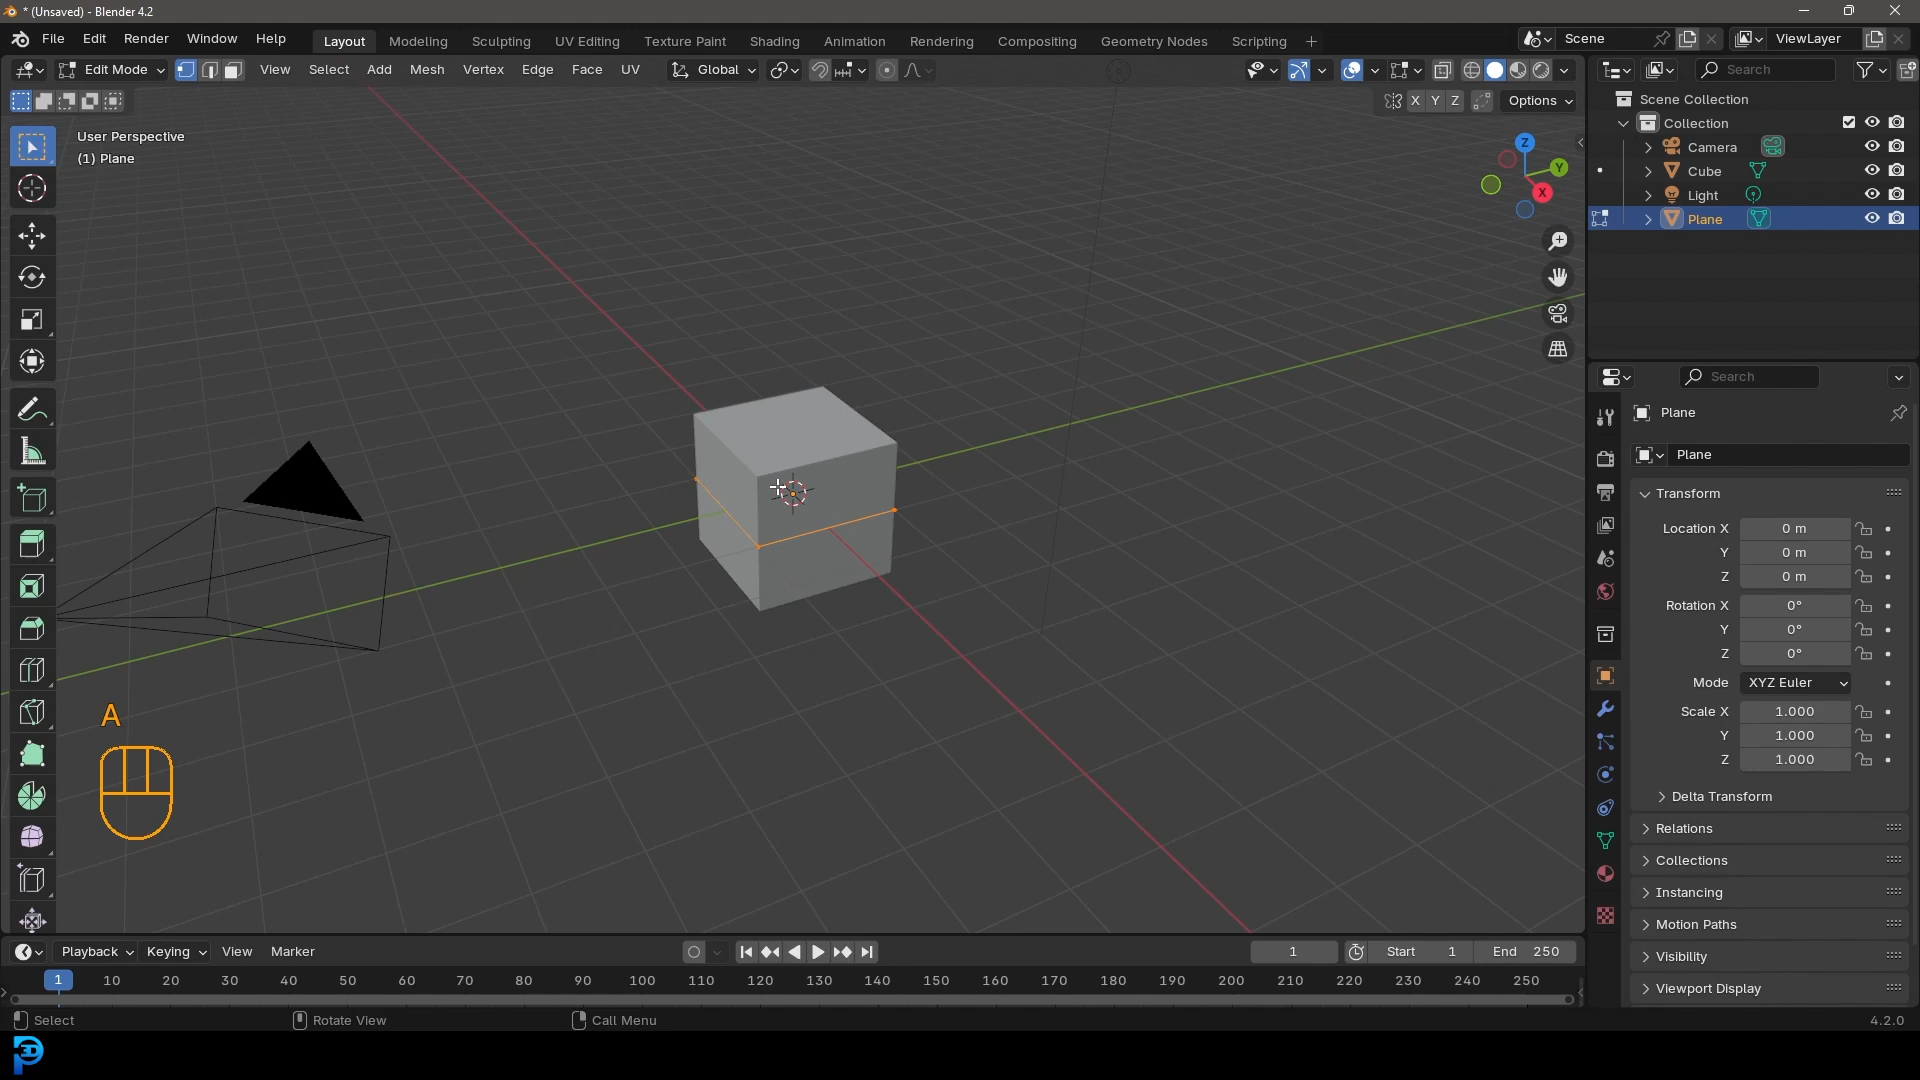 * (Unsaved) - Blender 4.2
File Edit Render Window Help
Layout Modeling Sculpting UV Editing Texture Paint Shading Animation Rendering Compositing Geometry Nodes Scripting +
Scene ViewLayer
Edit Mode View Select Add Mesh Vertex Edge Face UV Global
Search
X Y Z Options
User Perspective
(1) Plane
Z
Y
X
Scene Collection
Collection
Camera
Cube
Light
Plane
Search
Plane
Plane
Transform
Location X 0 m
Y 0 m
Z 0 m
Rotation X 0°
Y 0°
Z 0°
Mode XYZ Euler
Scale X 1.000
Y 1.000
Z 1.000
Delta Transform
Relations
Collections
Instancing
Motion Paths
Visibility
Viewport Display
A
Playback Keying View Marker 1 Start 1 End 250
1 10 20 30 40 50 60 70 80 90 100 110 120 130 140 150 160 170 180 190 200 210 220 230 240 250
Select Rotate View Call Menu 4.2.0